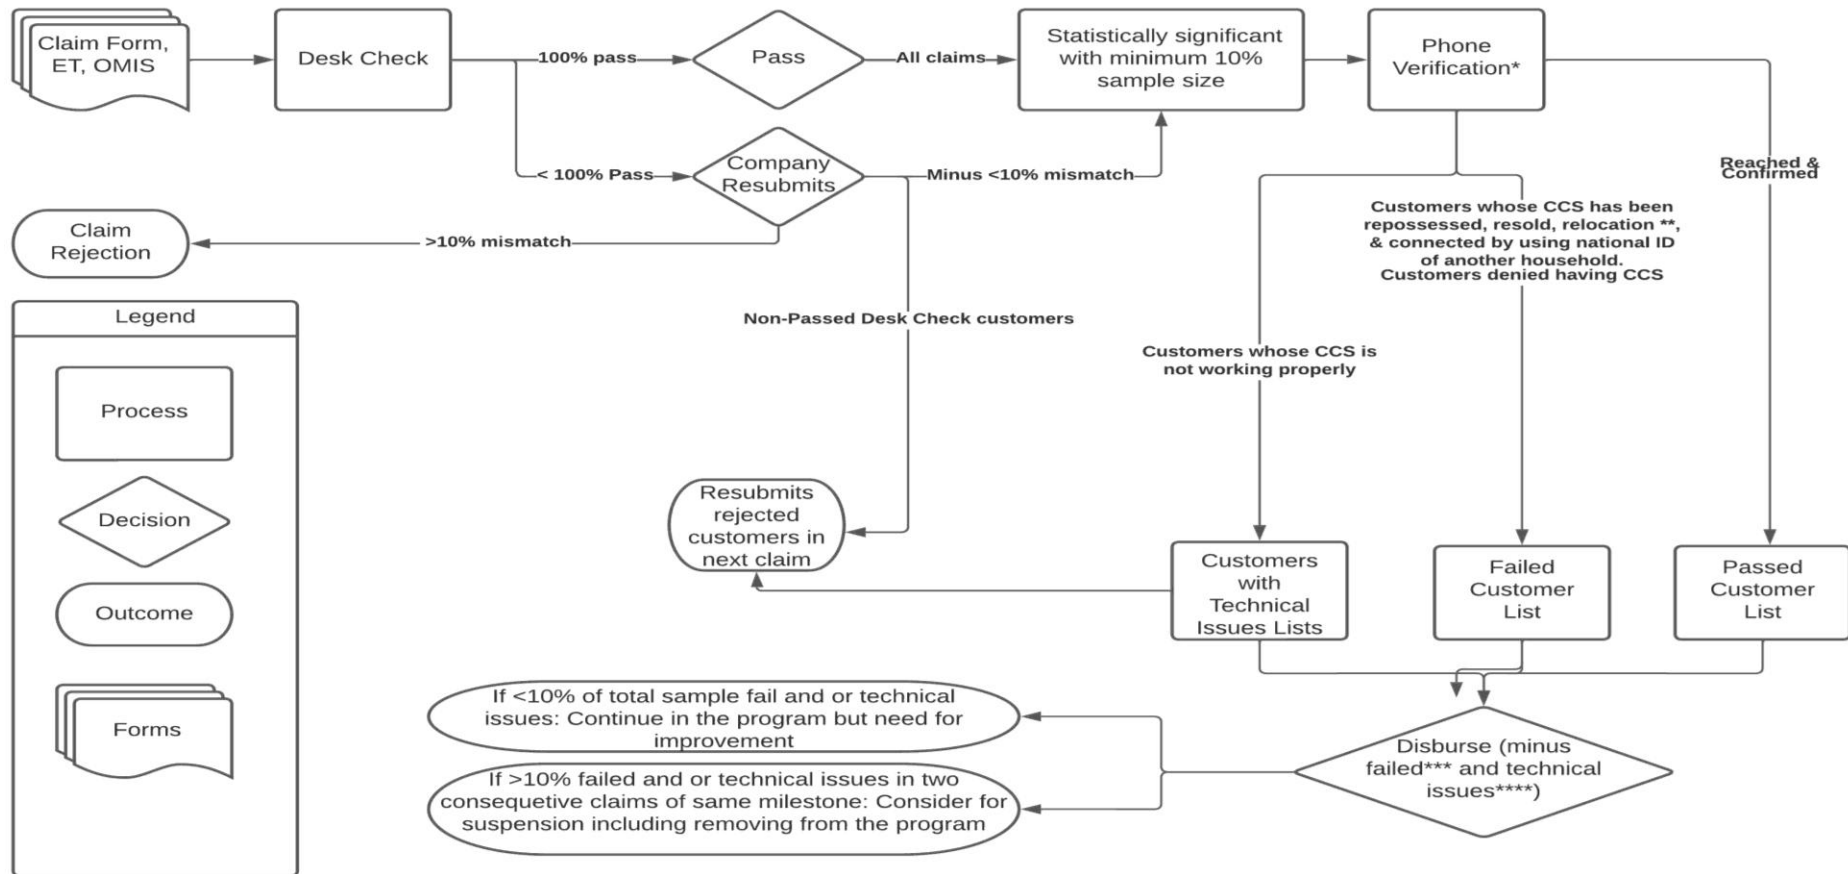 Claim Form,
ET, OMIS
Desk Check
100% pass
Pass
All claims
Statistically significant
with minimum 10%
sample size
Phone
Verification*
< 100% Pass
Company
Resubmits
Minus <10% mismatch
Reached &
Confirmed
Claim
Rejection
>10% mismatch
Customers whose CCS has been
repossessed, resold, relocation **,
& connected by using national ID
of another household.
Customers denied having CCS
Non-Passed Desk Check customers
Customers whose CCS is
not working properly
Legend
Process
Decision
Outcome
Forms
Resubmits
rejected
customers in
next claim
Customers
with
Technical
Issues Lists
Failed
Customer
List
Passed
Customer
List
If <10% of total sample fail and or technical
issues: Continue in the program but need for
improvement
If >10% failed and or technical issues in two
consequetive claims of same milestone: Consider for
suspension including removing from the program
Disburse (minus
failed*** and technical
issues****)